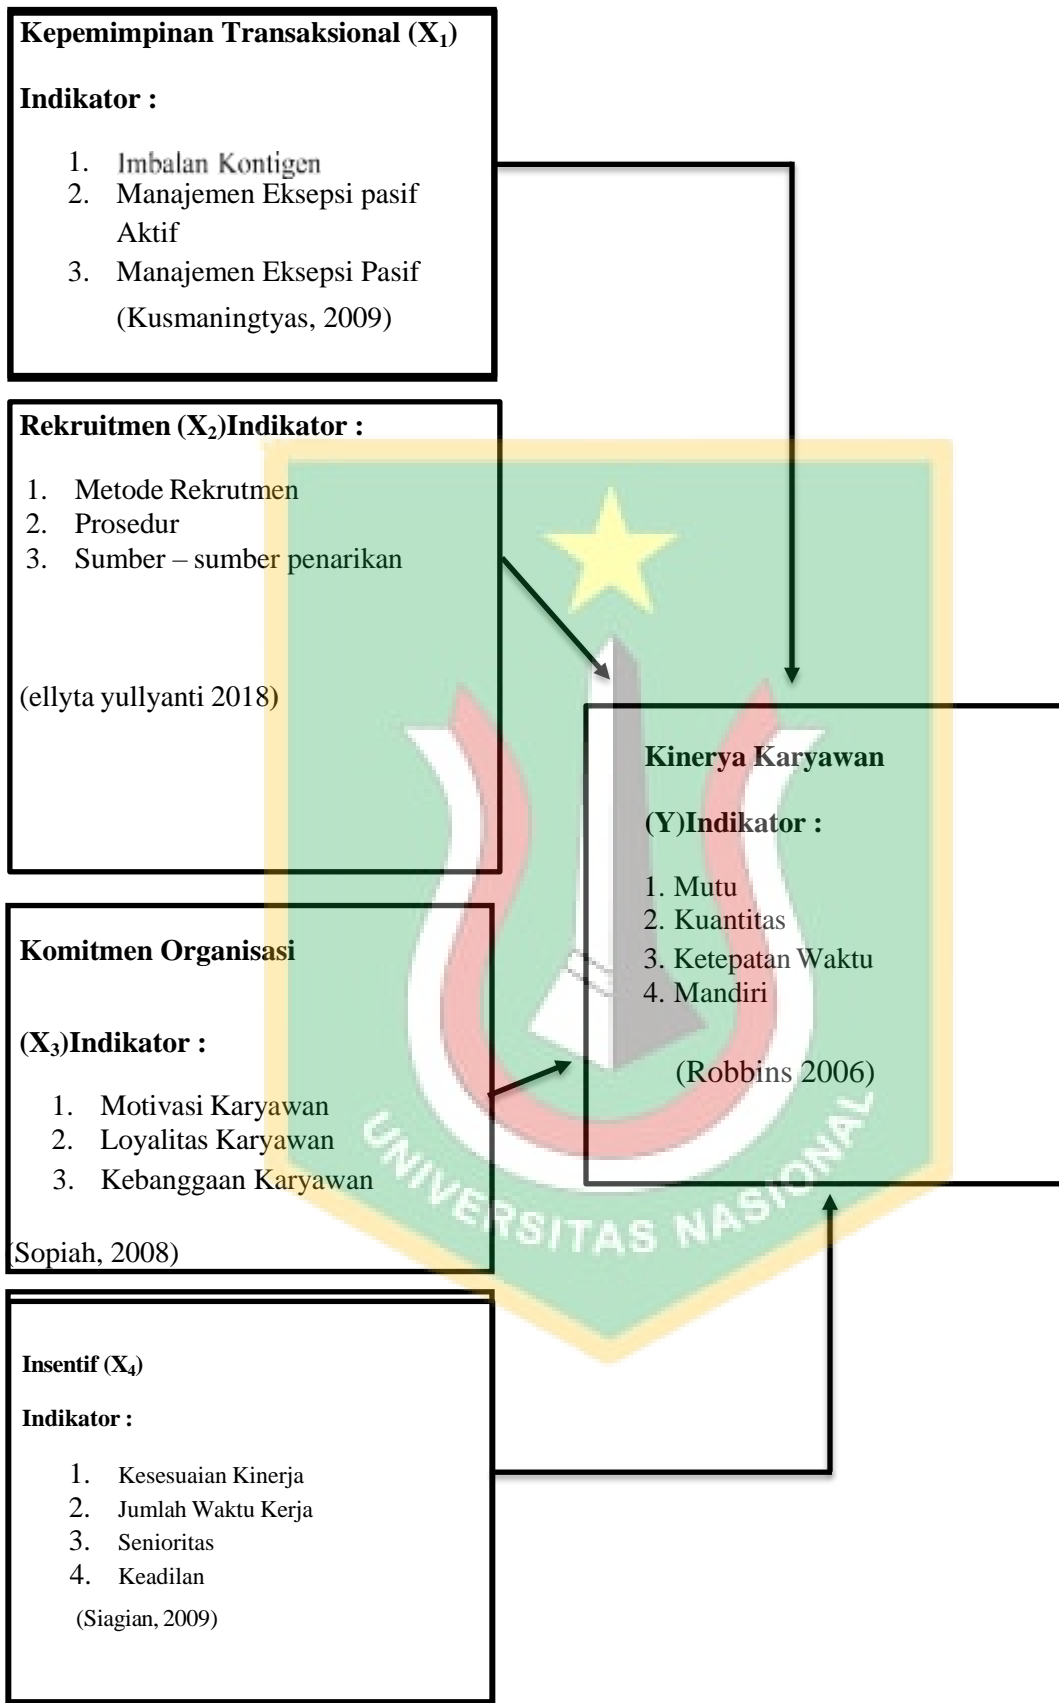 Kepemimpinan Transaksional (X₁)
Indikator :
1. Imbalan Kontigen
2. Manajemen Eksepsi pasif
Aktif
3. Manajemen Eksepsi Pasif
(Kusmaningtyas, 2009)
Rekruitmen (X₂)Indikator :
1. Metode Rekrutmen
2. Prosedur
3. Sumber – sumber penarikan
(ellyta yullyanti 2018)
Kinerya Karyawan
(Y)Indikator :
1. Mutu
2. Kuantitas
3. Ketepatan Waktu
4. Mandiri
(Robbins 2006)
Komitmen Organisasi
(X₃)Indikator :
1. Motivasi Karyawan
2. Loyalitas Karyawan
3. Kebanggaan Karyawan
(Sopiah, 2008)
UNIVERSITAS NASIONAL
Insentif (X₄)
Indikator :
1. Kesesuaian Kinerja
2. Jumlah Waktu Kerja
3. Senioritas
4. Keadilan
(Siagian, 2009)